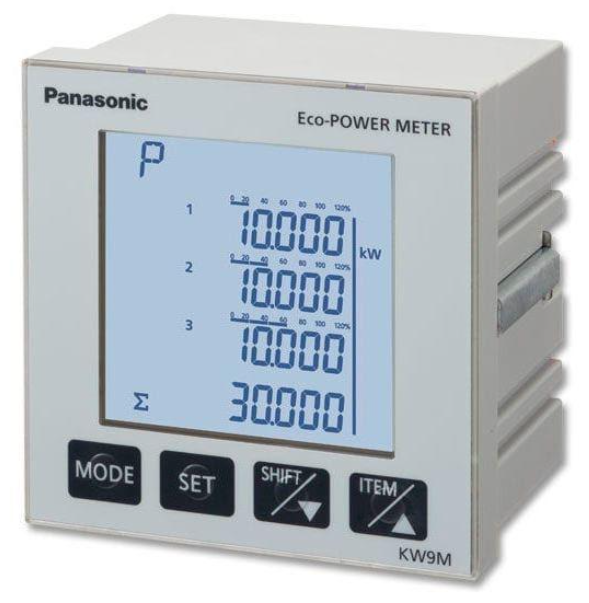 Panasonic
Eco-POWER METER
P
0 20 40 60 80 100 120%
1 10.000 kW
0 20 40 60 80 100 120%
2 10.000
0 20 40 60 80 100 120%
3 10.000
Σ 30.000
MODE SET SHIFT ITEM
KW9M